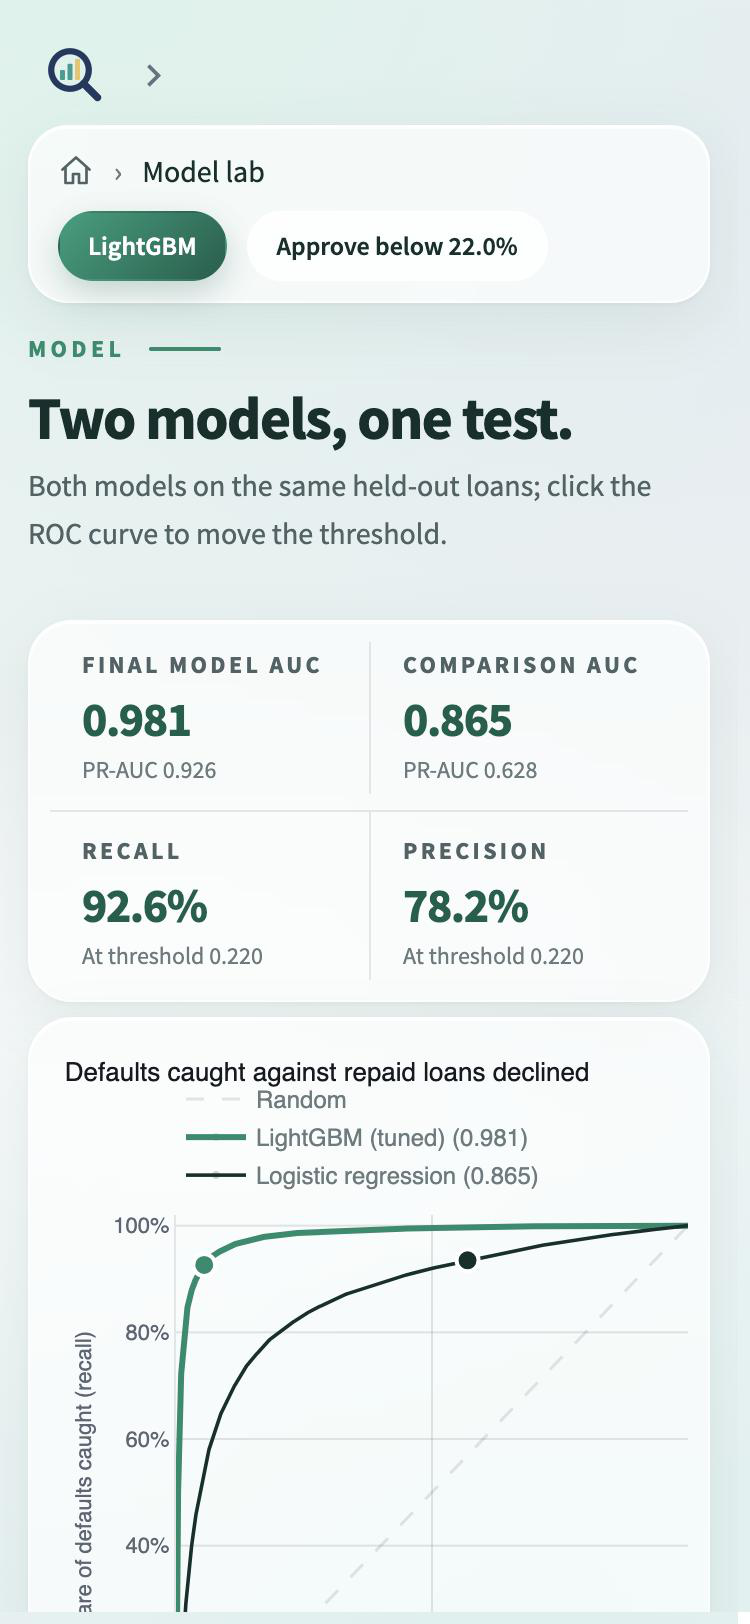 › Model lab
LightGBM Approve below 22.0%
MODEL
Two models, one test.
Both models on the same held-out loans; click the
ROC curve to move the threshold.
FINAL MODEL AUC
0.981
PR-AUC 0.926
COMPARISON AUC
0.865
PR-AUC 0.628
RECALL
92.6%
At threshold 0.220
PRECISION
78.2%
At threshold 0.220
Defaults caught against repaid loans declined
Random
LightGBM (tuned) (0.981)
Logistic regression (0.865)
100%
80%
60%
40%
of defaults caught (recall)